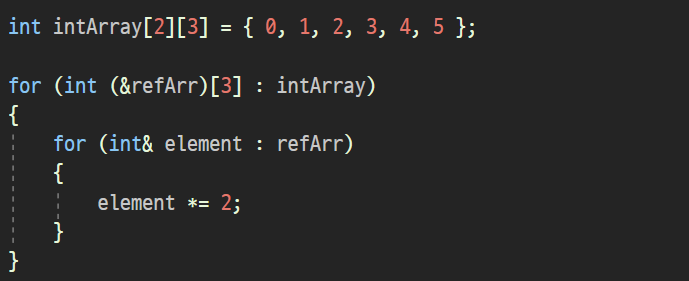 int intArray[2][3] = { 0, 1, 2, 3, 4, 5 };
for (int (&refArr)[3] : intArray)
{
for (int& element : refArr)
{
element *= 2;
}
}